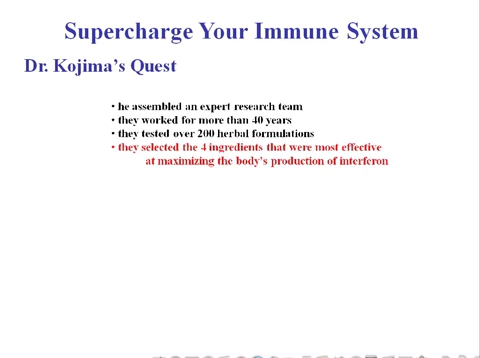 Supercharge Your Immune System
Dr. Kojima's Quest
• he assembled an expert research team
• they worked for more than 40 years
• they tested over 200 herbal formulations
• they selected the 4 ingredients that were most effective
at maximizing the body's production of interferon